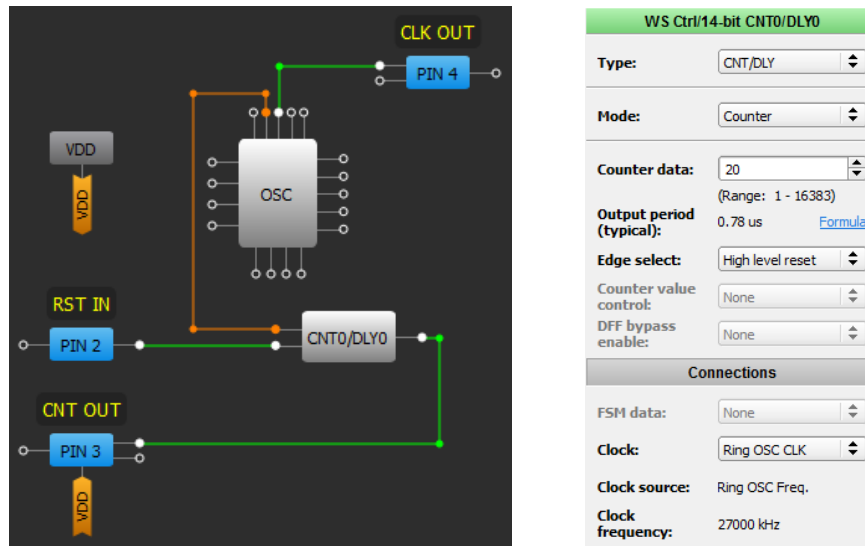 CLK OUT
PIN 4
VDD
VDD
OSC
RST IN
PIN 2
CNT0/DLY0
CNT OUT
PIN 3
VDD
WS Ctrl/14-bit CNT0/DLY0
Type: CNT/DLY
Mode: Counter
Counter data: 20
(Range: 1 - 16383)
Output period
(typical): 0.78 us Formula
Edge select: High level reset
Counter value
control: None
DFF bypass
enable: None
Connections
FSM data: None
Clock: Ring OSC CLK
Clock source: Ring OSC Freq.
Clock
frequency: 27000 kHz